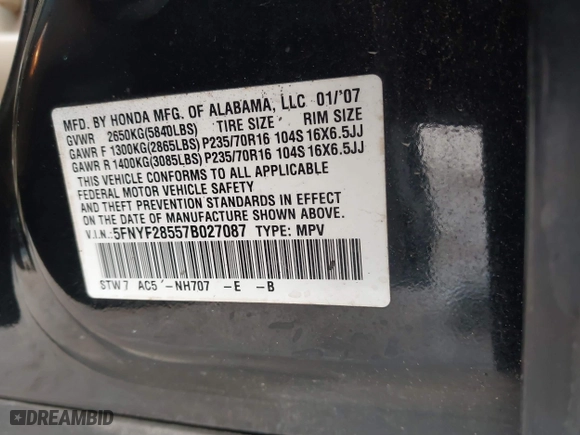 MFD. BY HONDA MFG. OF ALABAMA, LLC 01/'07
GVWR 2650KG(5840LBS) TIRE SIZE RIM SIZE
GAWR F 1300KG(2865LBS) P235/70R16 104S 16X6.5JJ
GAWR R 1400KG(3085LBS) P235/70R16 104S 16X6.5JJ
THIS VEHICLE CONFORMS TO ALL APPLICABLE
FEDERAL MOTOR VEHICLE SAFETY
AND THEFT PREVENTION STANDARDS IN EFFECT
ON THE DATE OF MANUFACTURE SHOWN ABOVE.
V.I.N.: 5FNYF28557B027087 TYPE: MPV
STW7 AC5 -NH707 -E -B
DREAMBID